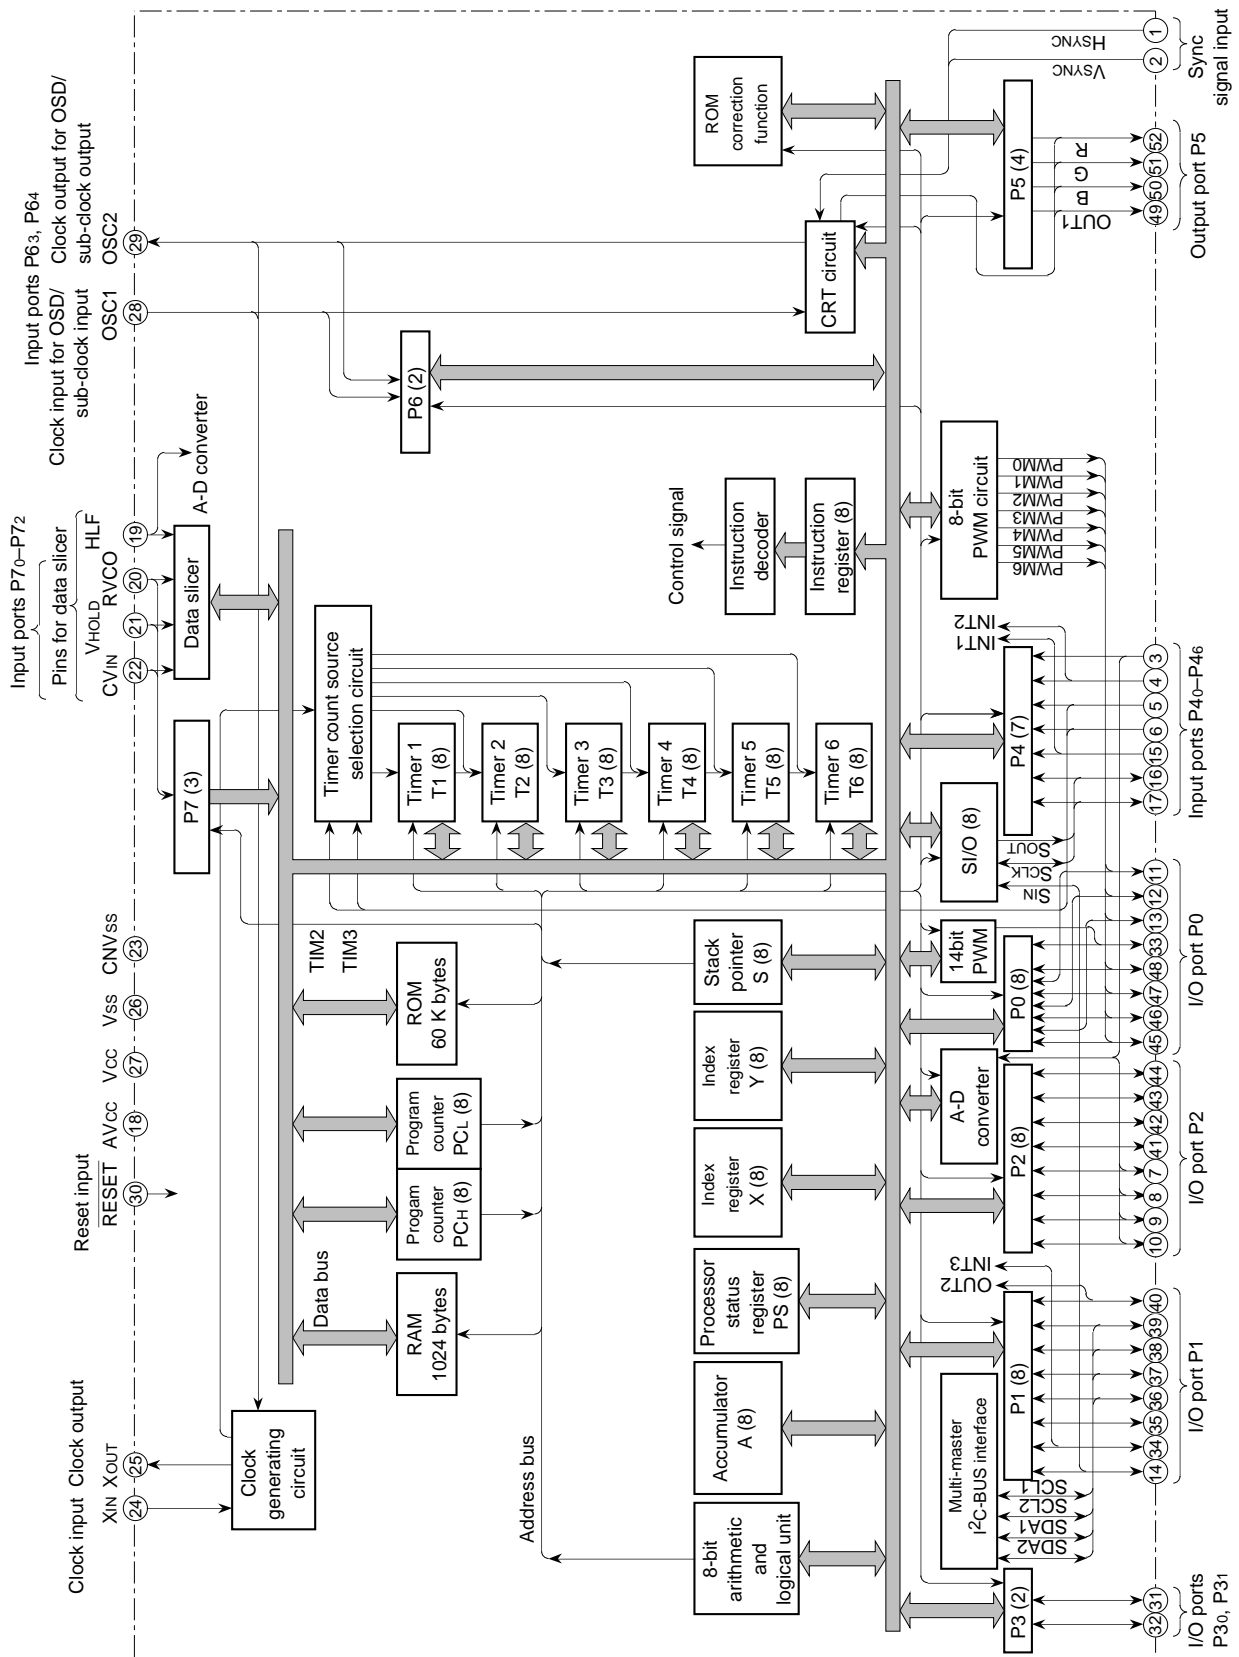 Clock input
Clock output
XIN
XOUT
24
25
Reset input
RESET
30
AVCC
18
VCC
27
VSS
26
CNVSS
23
Input ports P70–P72
Pins for data slicer
CVIN
VHOLD
RVCO
HLF
22
21
20
19
Input ports P63, P64
Clock input for OSD/
sub-clock input
Clock output for OSD/
sub-clock output
OSC1
OSC2
28
29
A-D converter
Data slicer
P7 (3)
Clock
generating
circuit
Data bus
TIM2
TIM3
Timer count source
selection circuit
RAM
1024 bytes
Progam
counter
PCH (8)
Program
counter
PCL (8)
ROM
60 K bytes
Timer 1
T1 (8)
Timer 2
T2 (8)
Timer 3
T3 (8)
Timer 4
T4 (8)
Timer 5
T5 (8)
Timer 6
T6 (8)
P6 (2)
Address bus
Control signal
8-bit
arithmetic
and
logical unit
Accumulator
A (8)
Processor
status
register
PS (8)
Index
register
X (8)
Index
register
Y (8)
Stack
pointer
S (8)
Instruction
decoder
Instruction
register (8)
CRT circuit
ROM
correction
function
Multi-master
I2C-BUS interface
A-D
converter
14bit
PWM
SI/O (8)
8-bit
PWM circuit
P3 (2)
P1 (8)
P2 (8)
P0 (8)
P4 (7)
P5 (4)
SDA2
SDA1
SCL2
SCL1
OUT2
INT3
SIN
SCLK
SOUT
INT1
INT2
PWM6
PWM5
PWM4
PWM3
PWM2
PWM1
PWM0
OUT1
B
G
R
VSYNC
HSYNC
32
31
14
34
35
36
37
38
39
40
10
9
8
7
41
42
43
44
45
46
47
48
33
13
12
11
17
16
15
6
5
4
3
49
50
51
52
2
1
I/O ports
P30, P31
I/O port P1
I/O port P2
I/O port P0
Input ports P40–P46
Output port P5
Sync
signal input